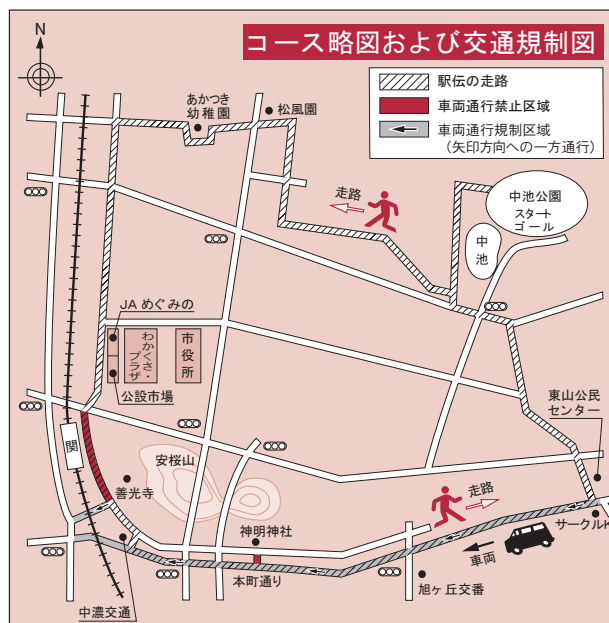 コース略図および交通規制図
N
駅伝の走路
車両通行禁止区域
車両通行規制区域
（矢印方向への一方通行）
あかつき
幼稚園
松風園
走路
中池公園
スタート
ゴール
中池
JAめぐみの
わかくさ・
プラザ
市役所
公設市場
東山公民
センター
関
安桜山
善光寺
走路
神明神社
サークルK
車両
本町通り
旭ヶ丘交番
中濃交通